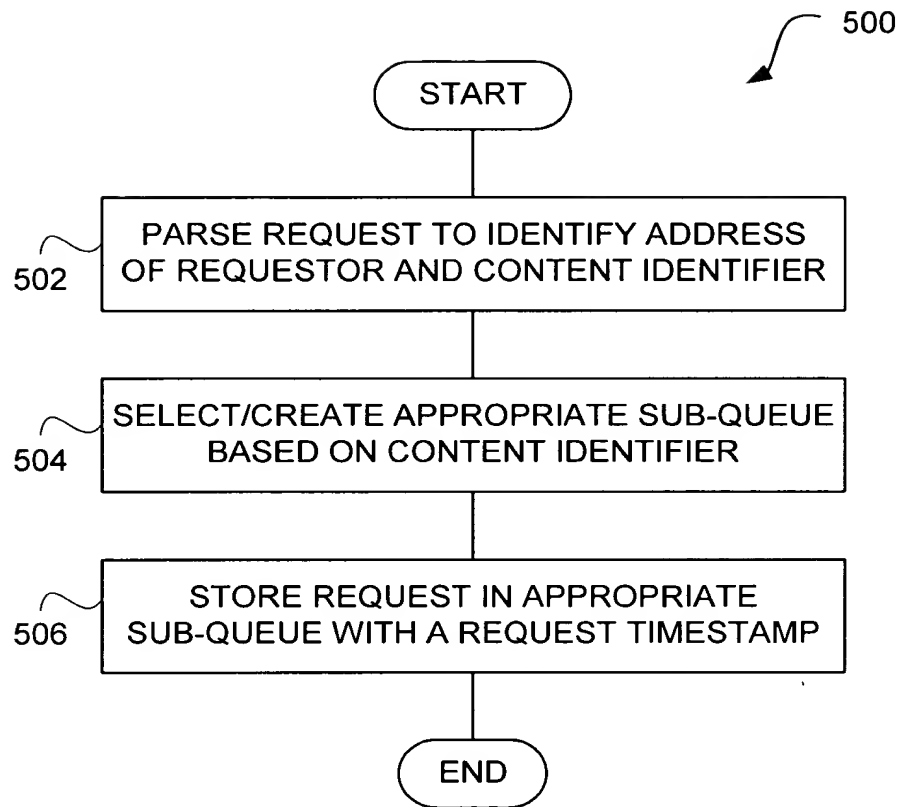 500
START
PARSE REQUEST TO IDENTIFY ADDRESS
OF REQUESTOR AND CONTENT IDENTIFIER
502
SELECT/CREATE APPROPRIATE SUB-QUEUE
BASED ON CONTENT IDENTIFIER
504
STORE REQUEST IN APPROPRIATE
SUB-QUEUE WITH A REQUEST TIMESTAMP
506
END